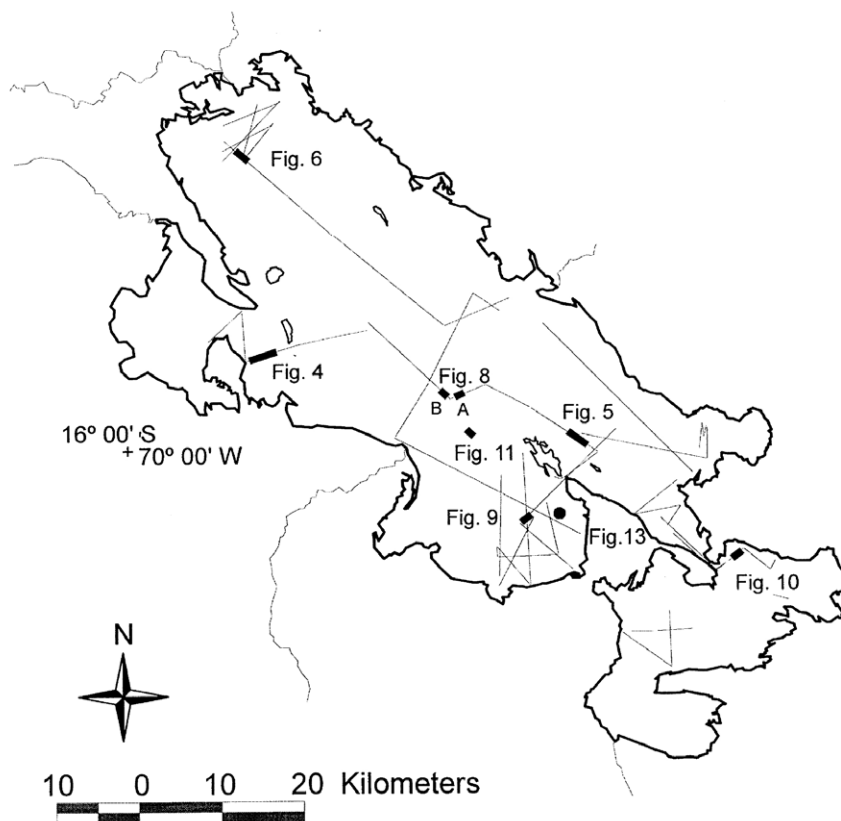 Fig. 6
Fig. 4
Fig. 8
B A
Fig. 5
16º 00' S
+ 70º 00' W
Fig. 11
Fig. 9
Fig.13
Fig. 10
N
10 0 10 20 Kilometers